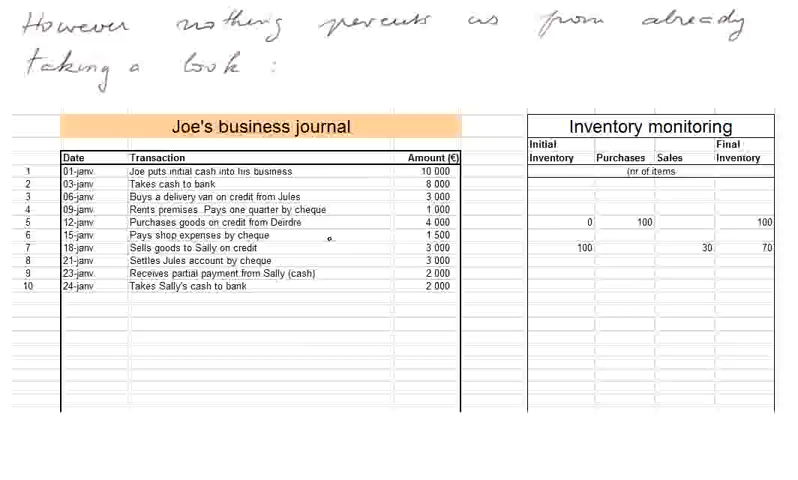 However nothing prevents us from already
taking a look :
Joe's business journal
Inventory monitoring
Initial Final
Date Transaction Amount (€) Inventory Purchases Sales Inventory
1 01-janv. Joe puts initial cash into his business 10 000 (nr of items
2 03-janv. Takes cash to bank 8 000
3 06-janv. Buys a delivery van on credit from Jules 3 000
4 09-janv. Rents premises. Pays one quarter by cheque 1 000
5 12-janv. Purchases goods on credit from Deirdre 4 000 0 100 100
6 15-janv. Pays shop expenses by cheque 1 500
7 18-janv. Sells goods to Sally on credit 3 000 100 30 70
8 21-janv. Settles Jules account by cheque 3 000
9 23-janv. Receives partial payment from Sally (cash) 2 000
10 24-janv. Takes Sally's cash to bank 2 000